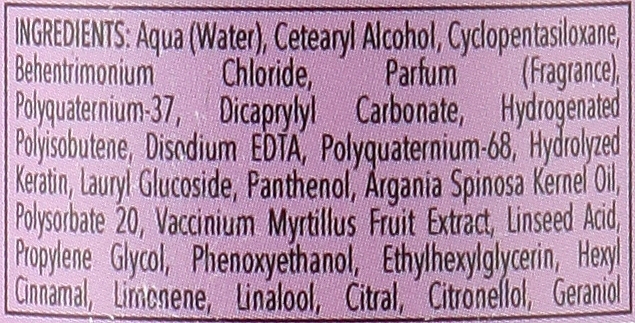 INGREDIENTS: Aqua (Water), Cetearyl Alcohol, Cyclopentasiloxane,
Behentrimonium Chloride, Parfum (Fragrance),
Polyquaternium-37, Dicaprylyl Carbonate, Hydrogenated
Polyisobutene, Disodium EDTA, Polyquaternium-68, Hydrolyzed
Keratin, Lauryl Glucoside, Panthenol, Argania Spinosa Kernel Oil,
Polysorbate 20, Vaccinium Myrtillus Fruit Extract, Linseed Acid,
Propylene Glycol, Phenoxyethanol, Ethylhexylglycerin, Hexyl
Cinnamal, Limonene, Linalool, Citral, Citronellol, Geraniol